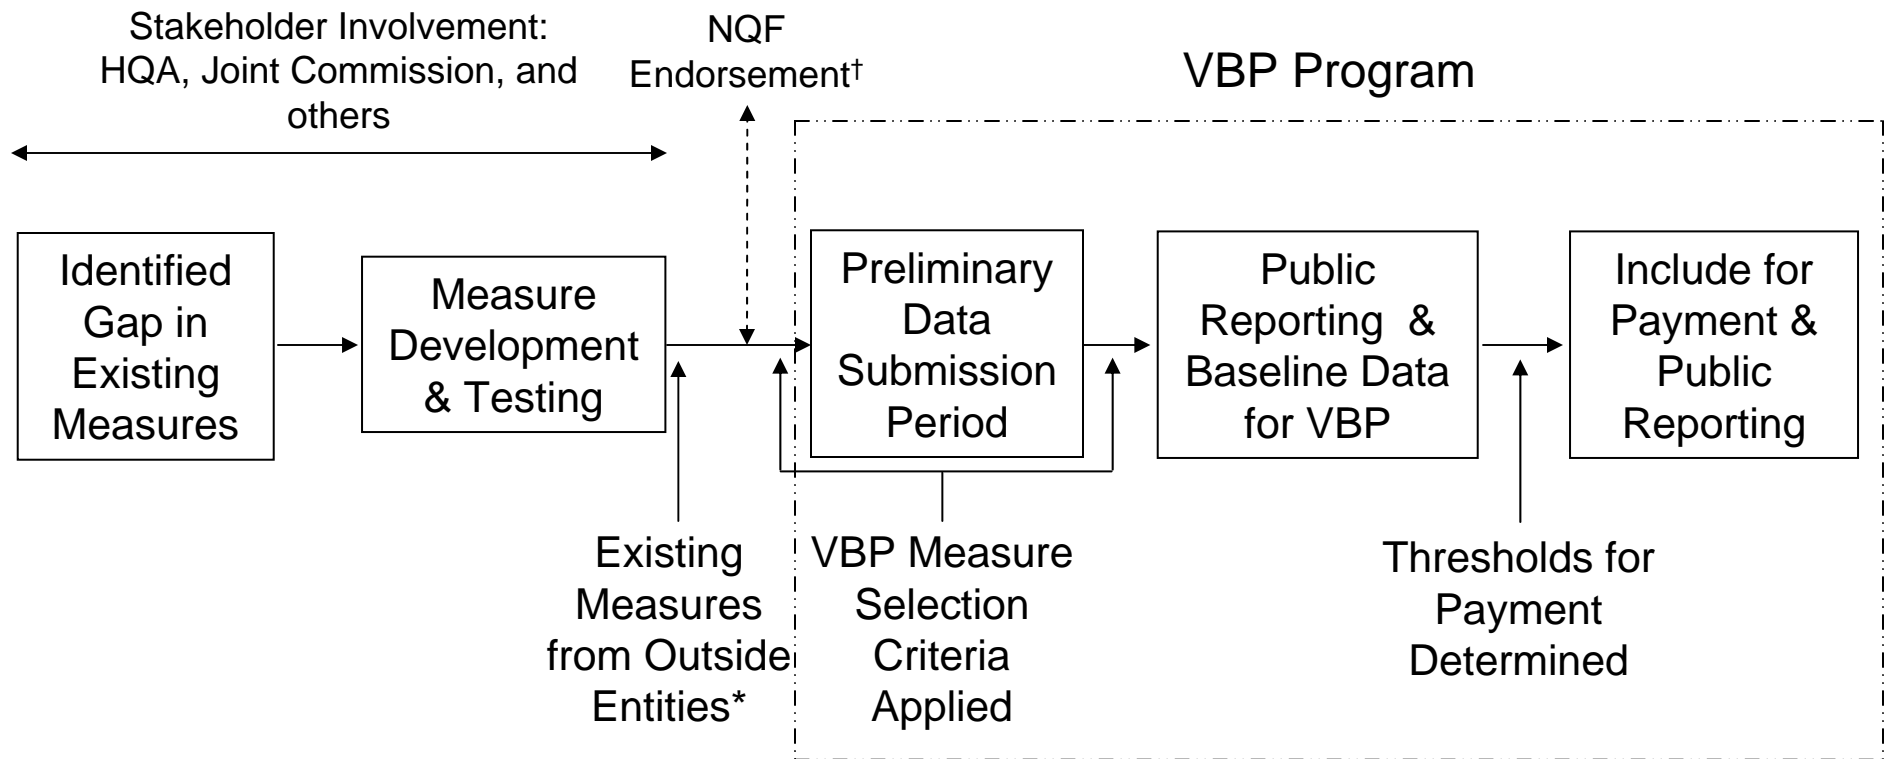 Stakeholder Involvement:
HQA, Joint Commission, and
others
NQF
Endorsement†
VBP Program
Identified
Gap in
Existing
Measures
Measure
Development
& Testing
Preliminary
Data
Submission
Period
Public
Reporting &
Baseline Data
for VBP
Include for
Payment &
Public
Reporting
Existing
Measures
from Outside
Entities*
VBP Measure
Selection
Criteria
Applied
Thresholds for
Payment
Determined